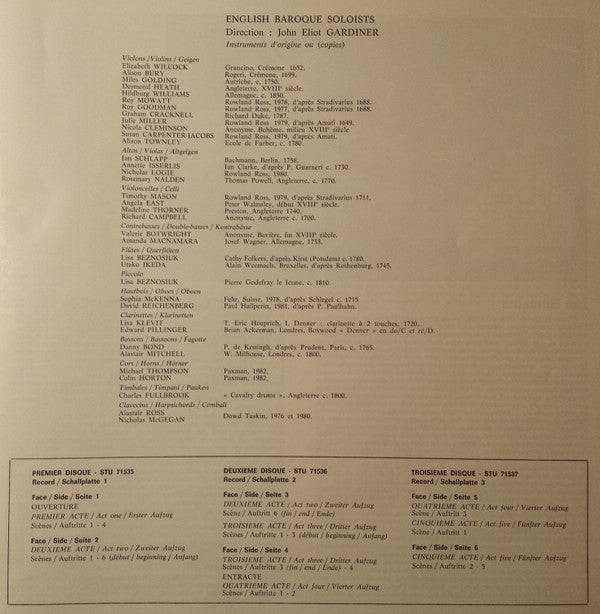 ENGLISH BAROQUE SOLOISTS
Direction : John Eliot GARDINER
Instruments d'origine ou (copies)
Violons / Violins / Geigen
Elizabeth WILCOCK Grancino, Crémone 1652.
Alison BURY Rogeri, Crémone, 1699.
Miles GOLDING Autriche, c. 1750.
Desmond HEATH Angleterre, XVIIIe siècle.
Hildburg WILLIAMS Allemagne, c. 1850.
Roy MOWATT Rowland Ross, 1978, d'après Stradivarius 1688.
Roy GOODMAN Rowland Ross, 1977, d'après Stradivarius 1688.
Graham CRACKNELL Richard Duke, 1787.
Julie MILLER Rowland Ross, 1979, d'après Amati 1649.
Nicola CLEMINSON Anonyme, Bohême, milieu XVIIIe siècle.
Susan CARPENTER-JACOBS Rowland Ross, 1979, d'après Amati.
Alison TOWNLEY Ecole de Furber, c. 1780.
Altos / Violas / Altgeigen
Ian SCHLAPP Bachmann, Berlin, 1756.
Annette ISSERLIS Ian Clarke, d'après P. Guarneri c. 1730.
Nicholas LOGIE Rowland Ross, 1980.
Rosemary NALDEN Thomas Powell, Angleterre, c. 1770.
Violoncelles / Celli
Timothy MASON Rowland Ross, 1979, d'après Stradivarius 1711.
Angela EAST Peter Walmsley, début XVIIIe siècle.
Madeline THORNER Preston, Angleterre, 1740.
Richard CAMPBELL Anonyme, Angleterre c. 1700.
Contrebasses / Double-basses / Kontrabässe
Valerie BOTWRIGHT Anonyme, Bavière, fin XVIIIe siècle.
Amanda MACNAMARA Josef Wagner, Allemagne, 1753.
Flûtes / Querflöten
Lisa BEZNOSIUK Cathy Folkers, d'après Kirst (Potsdam) c. 1780.
Utako IKEDA Alain Weemaels, Bruxelles, d'après Rothenburg, 1745.
Piccolo
Lisa BEZNOSIUK Pierre Godefray le Jeune, c. 1810.
Hautbois / Oboes / Oboen
Sophia McKENNA Fehr, Suisse, 1978, d'après Schlegel c. 1715
David REICHENBERG Paul Hailperin, 1981, d'après P. Paulhahn.
Clarinettes / Klarinetten
Lisa KLEVIT T. Eric Hoeprich, I. Denner : clarinette à 2 touches, 1720.
Edward PILLINGER Brian Ackerman, Londres, Boxwood « Denner » en do/C et ré/D.
Bassons / Bassoons / Fagotte
Danny BOND P. de Koningh, d'après Prudent, Paris, c. 1765.
Alastair MITCHELL W. Milhouse, Londres, c. 1800.
Cors / Horns / Hörner
Michael THOMPSON Paxman, 1982.
Colin HORTON Paxman, 1982.
Timbales / Timpani / Pauken
Charles FULLBROOK « Cavalry drums », Angleterre c. 1800.
Clavecins / Harpsichords / Cembali
Alastair ROSS Dowd Taskin, 1976 et 1980.
Nicholas McGEGAN
PREMIER DISQUE - STU 71535
Record / Schallplatte 1
Face / Side / Seite 1
OUVERTURE
PREMIER ACTE / Act one / Erster Aufzug
Scènes / Auftritte 1 - 4
Face / Side / Seite 2
DEUXIEME ACTE / Act two / Zweiter Aufzug
Scènes / Auftritte 1 - 6 (début / beginning / Anfang)
DEUXIÈME DISQUE - STU 71536
Record / Schallplatte 2
Face / Side / Seite 3
DEUXIEME ACTE / Act two / Zweiter Aufzug
Scène / Auftritt 6 (fin / end / Ende)
TROISIEME ACTE / Act three / Dritter Aufzug
Scènes / Auftritte 1 - 3 (début / beginning / Anfang)
Face / Side / Seite 4
TROISIEME ACTE / Act three / Dritter Aufzug
Scènes / Auftritte 3 (fin / end / Ende) - 4
ENTRACTE
QUATRIEME ACTE / Act four / Vierter Aufzug
Scènes / Auftritte 1 - 2
TROISIÈME DISQUE - STU 71537
Record / Schallplatte 3
Face / Side / Seite 5
QUATRIEME ACTE / Act four / Vierter Aufzug
Scène / Auftritt 3
CINQUIEME ACTE / Act five / Fünfter Aufzug
Scène / Auftritt 1
Face / Side / Seite 6
CINQUIEME ACTE / Act five / Fünfter Aufzug
Scènes / Auftritte 2 - 5